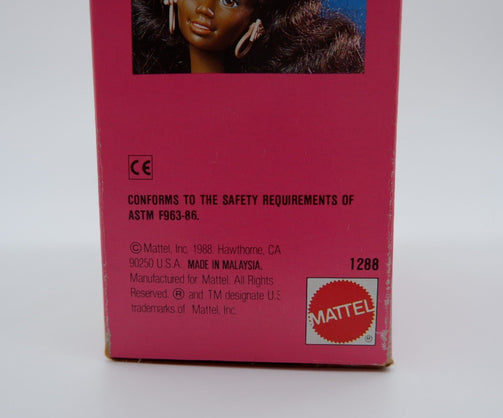 CE
CONFORMS TO THE SAFETY REQUIREMENTS OF
ASTM F963-86.
© Mattel, Inc. 1988. Hawthorne, CA
90250 U.S.A. MADE IN MALAYSIA.
Manufactured for Mattel. All Rights
Reserved. ® and TM designate U.S.
trademarks of Mattel, Inc.
1288
MATTEL
®